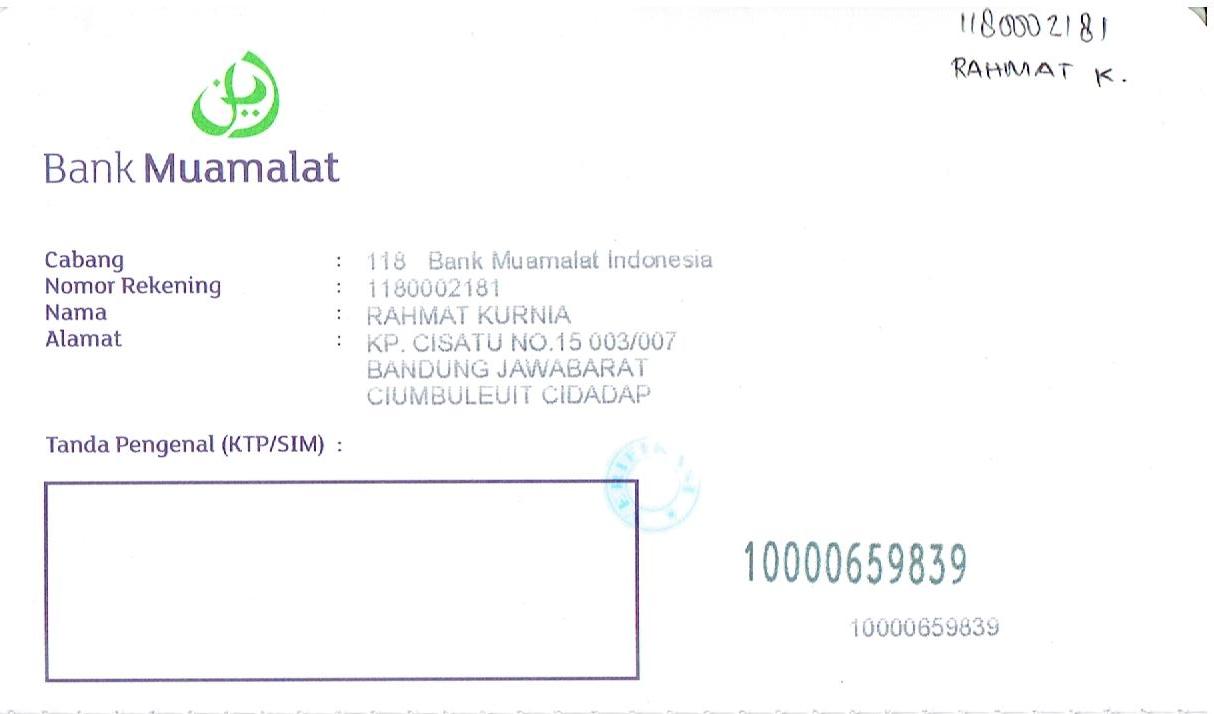 1180002181
RAHMAT K.
Bank Muamalat
Cabang : 118 Bank Muamalat Indonesia
Nomor Rekening : 1180002181
Nama : RAHMAT KURNIA
Alamat : KP. CISATU NO.15 003/007
BANDUNG JAWABARAT
CIUMBULEUIT CIDADAP
Tanda Pengenal (KTP/SIM) :
10000659839
10000659839